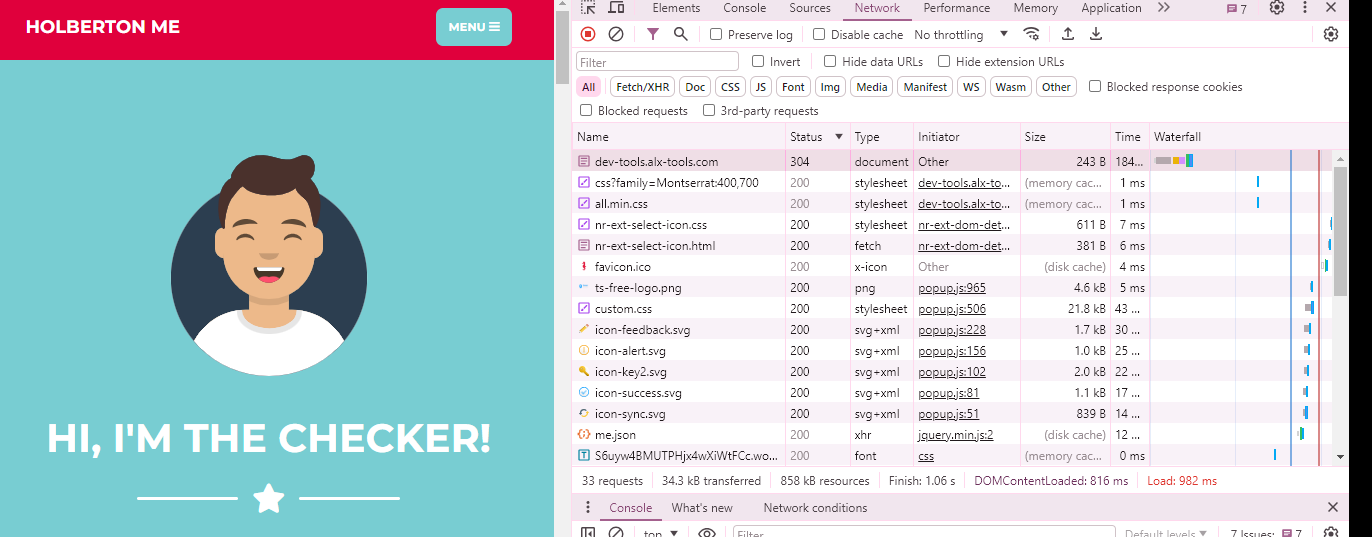 HOLBERTON ME
MENU
HI, I'M THE CHECKER!
Elements Console Sources Network Performance Memory Application 7
Preserve log Disable cache No throttling
Filter Invert Hide data URLs Hide extension URLs
All Fetch/XHR Doc CSS JS Font Img Media Manifest WS Wasm Other Blocked response cookies
Blocked requests 3rd-party requests
Name Status Type Initiator Size Time Waterfall
dev-tools.alx-tools.com 304 document Other 243 B 184...
css?family=Montserrat:400,700 200 stylesheet dev-tools.alx-to... (memory cac... 1 ms
all.min.css 200 stylesheet dev-tools.alx-to... (memory cac... 1 ms
nr-ext-select-icon.css 200 stylesheet nr-ext-dom-det... 611 B 7 ms
nr-ext-select-icon.html 200 fetch nr-ext-dom-det... 381 B 6 ms
favicon.ico 200 x-icon Other (disk cache) 4 ms
ts-free-logo.png 200 png popup.js:965 4.6 kB 5 ms
custom.css 200 stylesheet popup.js:506 21.8 kB 43 ...
icon-feedback.svg 200 svg+xml popup.js:228 1.7 kB 30 ...
icon-alert.svg 200 svg+xml popup.js:156 1.0 kB 25 ...
icon-key2.svg 200 svg+xml popup.js:102 2.0 kB 22 ...
icon-success.svg 200 svg+xml popup.js:81 1.1 kB 17 ...
icon-sync.svg 200 svg+xml popup.js:51 839 B 14 ...
me.json 200 xhr jquery.min.js:2 (disk cache) 12 ...
S6uyw4BMUTPHjx4wXiWtFCc.wo... 200 font css (memory cac... 0 ms
33 requests 34.3 kB transferred 858 kB resources Finish: 1.06 s DOMContentLoaded: 816 ms Load: 982 ms
Console What's new Network conditions
top Filter Default levels 7 Issues: 7